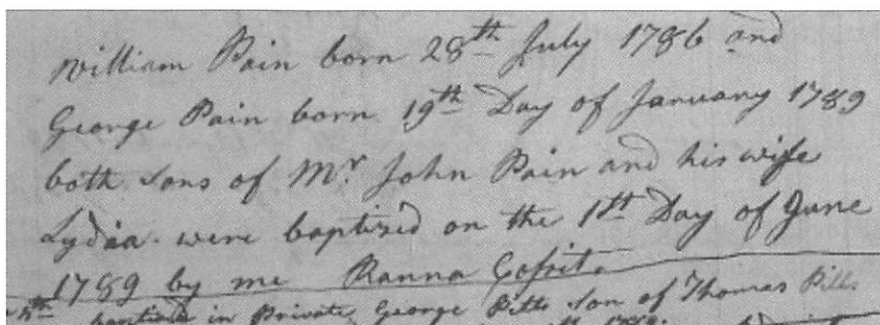 William Pain born 28th July 1786 and
George Pain born 19th Day of January 1789
both sons of Mr John Pain and his wife
Lydia were baptized on the 1th Day of June
1789 by me Ranna Cossit.
in Private George Pitts Son of Thomas Pitts